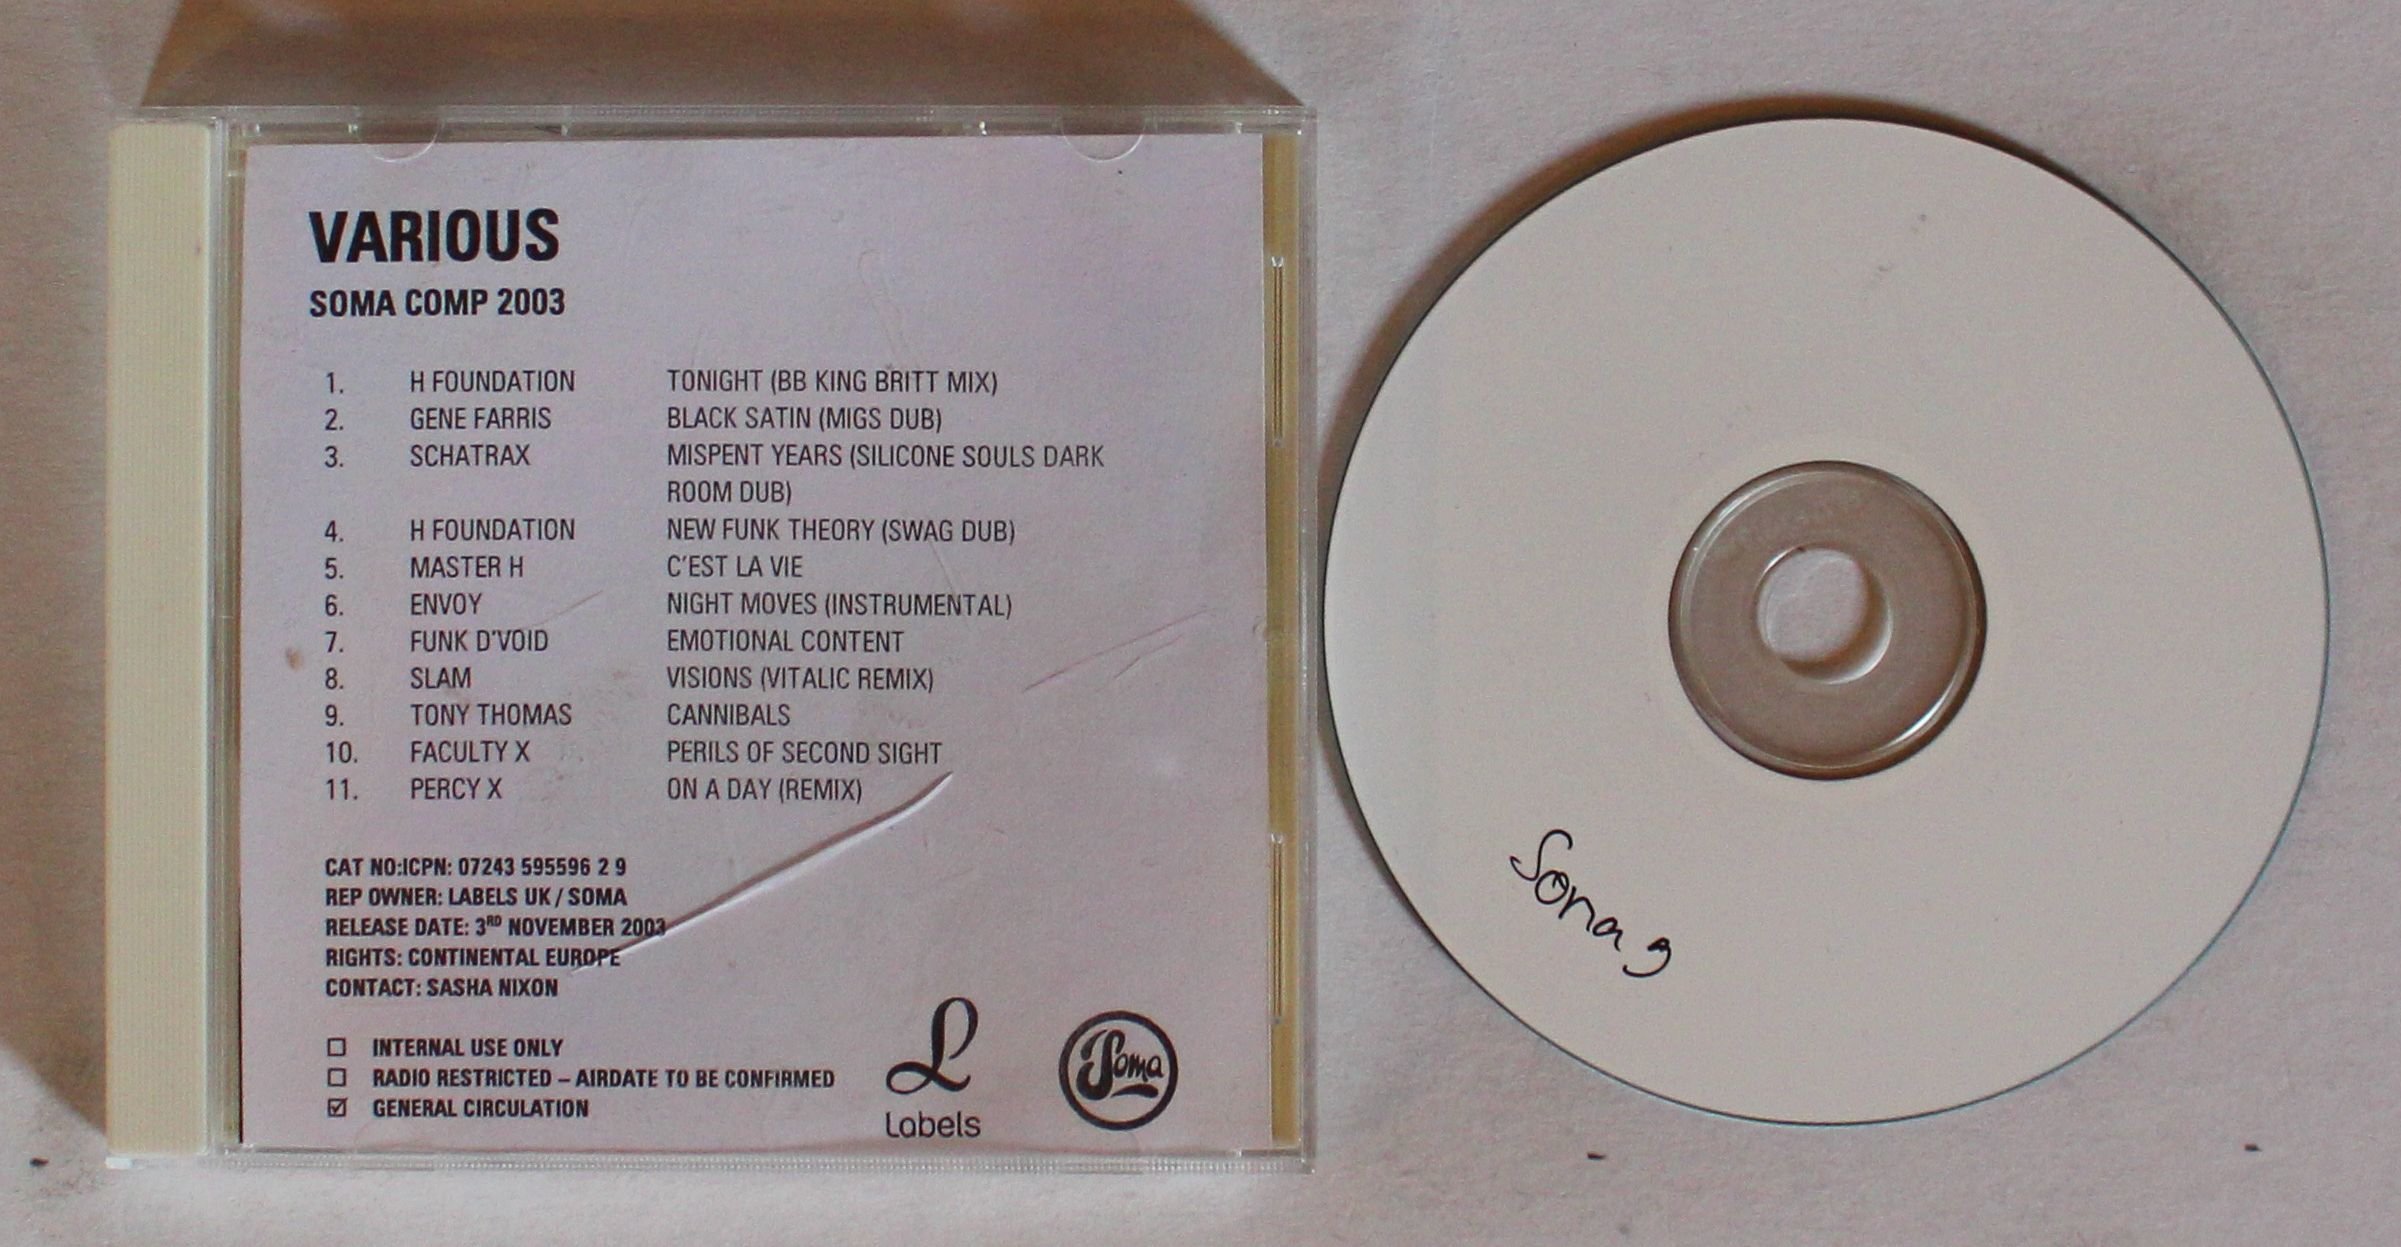 VARIOUS
SOMA COMP 2003
1. H FOUNDATION TONIGHT (BB KING BRITT MIX)
2. GENE FARRIS BLACK SATIN (MIGS DUB)
3. SCHATRAX MISPENT YEARS (SILICONE SOULS DARK
ROOM DUB)
4. H FOUNDATION NEW FUNK THEORY (SWAG DUB)
5. MASTER H C'EST LA VIE
6. ENVOY NIGHT MOVES (INSTRUMENTAL)
7. FUNK D'VOID EMOTIONAL CONTENT
8. SLAM VISIONS (VITALIC REMIX)
9. TONY THOMAS CANNIBALS
10. FACULTY X PERILS OF SECOND SIGHT
11. PERCY X ON A DAY (REMIX)
CAT NO:ICPN: 07243 595596 2 9
REP OWNER: LABELS UK / SOMA
RELEASE DATE: 3RD NOVEMBER 2003
RIGHTS: CONTINENTAL EUROPE
CONTACT: SASHA NIXON
INTERNAL USE ONLY
RADIO RESTRICTED – AIRDATE TO BE CONFIRMED
GENERAL CIRCULATION
L
Labels
Soma
Soma